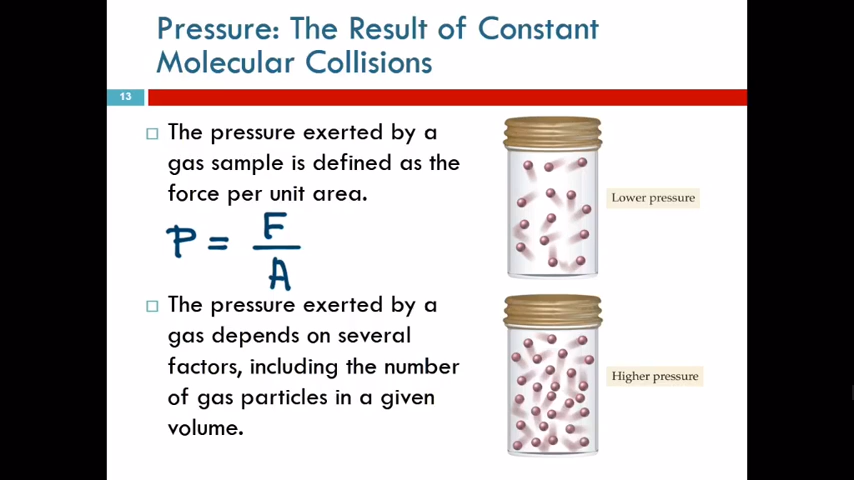 Pressure: The Result of Constant
Molecular Collisions
13
□ The pressure exerted by a
gas sample is defined as the
force per unit area.
P = F
A
□ The pressure exerted by a
gas depends on several
factors, including the number
of gas particles in a given
volume.
Lower pressure
Higher pressure